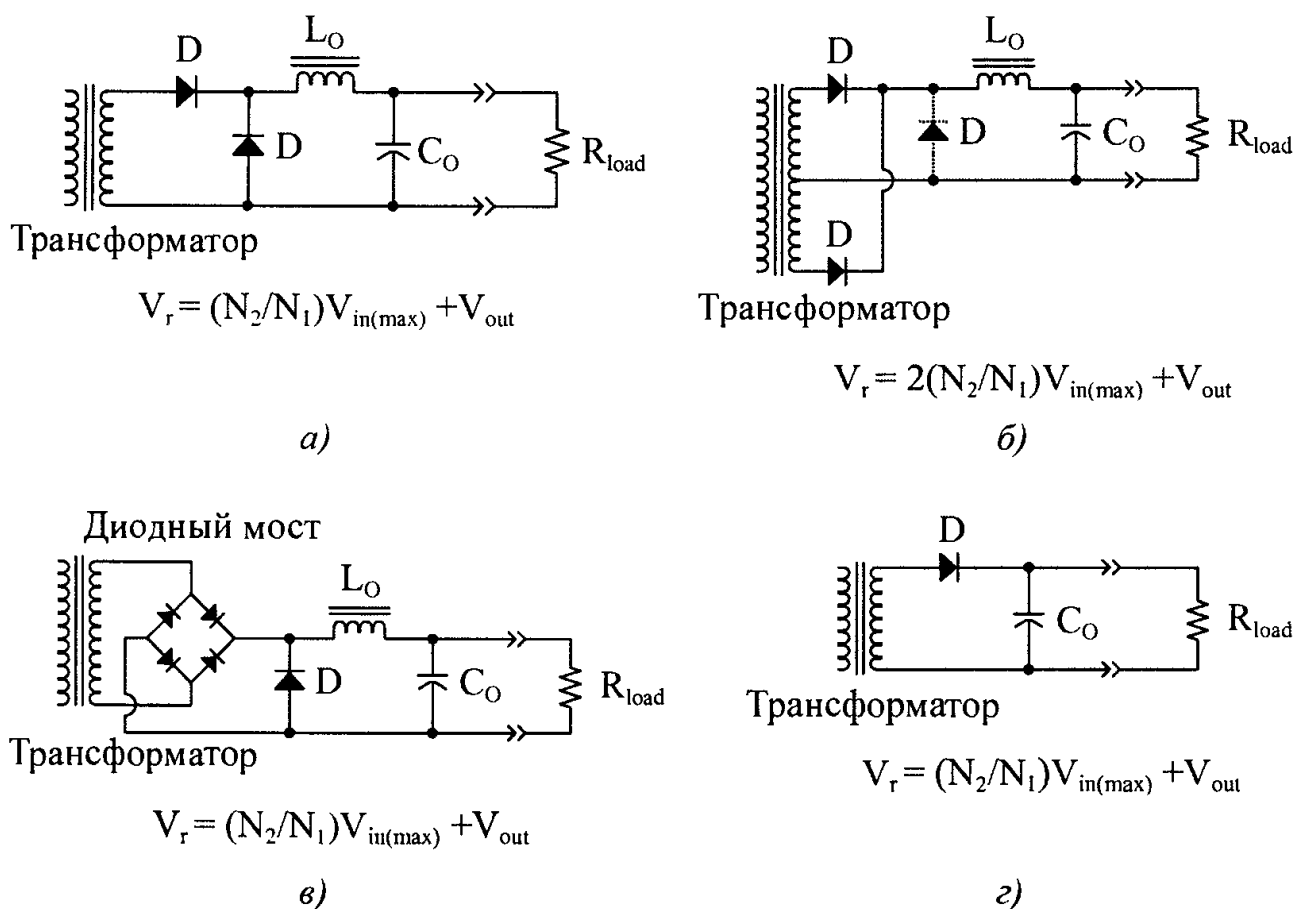 D
L_O
D
C_O
R_load
Трансформатор
V_r = (N_2/N_1)V_in(max) +V_out
а)
D
L_O
D
C_O
R_load
D
Трансформатор
V_r = 2(N_2/N_1)V_in(max) +V_out
б)
Диодный мост
L_O
D
C_O
R_load
Трансформатор
V_r = (N_2/N_1)V_in(max) +V_out
в)
D
C_O
R_load
Трансформатор
V_r = (N_2/N_1)V_in(max) +V_out
г)